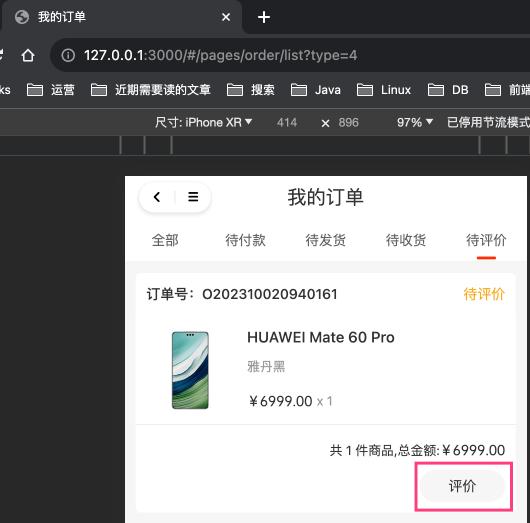 我的订单
127.0.0.1:3000/#/pages/order/list?type=4
ks 运营 近期需要读的文章 搜索 Java Linux DB 前端
尺寸: iPhone XR 414 × 896 97% 已停用节流模式
我的订单
全部 待付款 待发货 待收货 待评价
订单号：O202310020940161 待评价
HUAWEI Mate 60 Pro
雅丹黑
￥6999.00 x 1
共 1 件商品,总金额:￥6999.00
评价